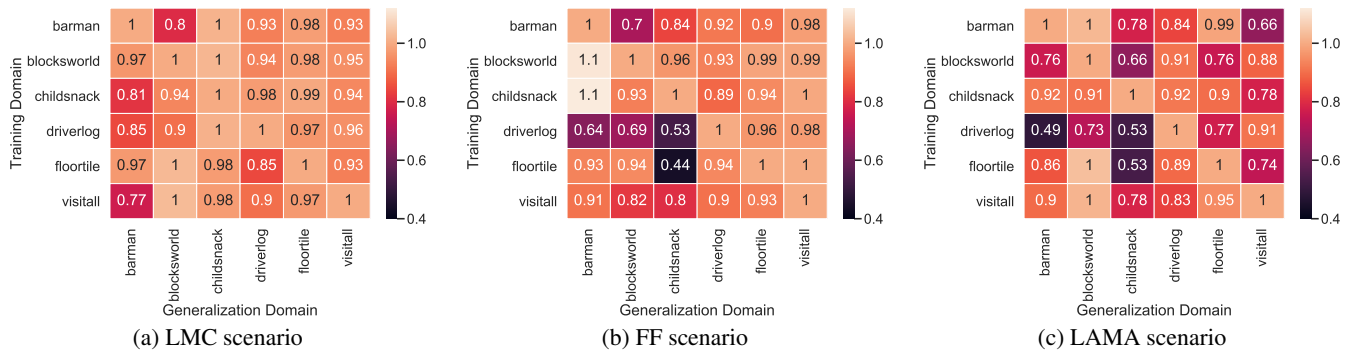 Training Domain
barman 1 0.8 1 0.93 0.98 0.93
blocksworld 0.97 1 1 0.94 0.98 0.95
childsnack 0.81 0.94 1 0.98 0.99 0.94
driverlog 0.85 0.9 1 1 0.97 0.96
floortile 0.97 1 0.98 0.85 1 0.93
visitall 0.77 1 0.98 0.9 0.97 1
barman blocksworld childsnack driverlog floortile visitall
Generalization Domain
1.0
0.8
0.6
0.4
(a) LMC scenario
Training Domain
barman 1 0.7 0.84 0.92 0.9 0.98
blocksworld 1.1 1 0.96 0.93 0.99 0.99
childsnack 1.1 0.93 1 0.89 0.94 1
driverlog 0.64 0.69 0.53 1 0.96 0.98
floortile 0.93 0.94 0.44 0.94 1 1
visitall 0.91 0.82 0.8 0.9 0.93 1
barman blocksworld childsnack driverlog floortile visitall
Generalization Domain
1.0
0.8
0.6
0.4
(b) FF scenario
Training Domain
barman 1 1 0.78 0.84 0.99 0.66
blocksworld 0.76 1 0.66 0.91 0.76 0.88
childsnack 0.92 0.91 1 0.92 0.9 0.78
driverlog 0.49 0.73 0.53 1 0.77 0.91
floortile 0.86 1 0.53 0.89 1 0.74
visitall 0.9 1 0.78 0.83 0.95 1
barman blocksworld childsnack driverlog floortile visitall
Generalization Domain
1.0
0.8
0.6
0.4
(c) LAMA scenario